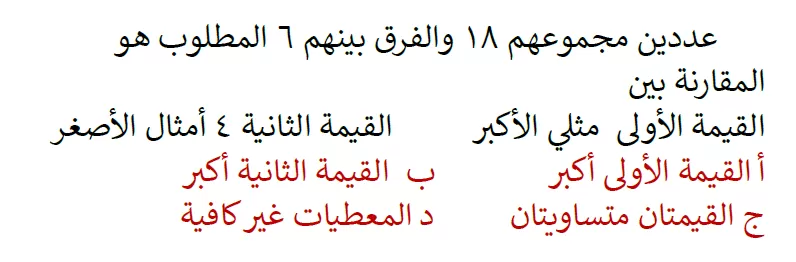 عددين مجموعهم ١٨ والفرق بينهم ٦ المطلوب هو
المقارنة بين
القيمة الأولى مثلي الأكبر القيمة الثانية ٤ أمثال الأصغر
أ القيمة الأولى أكبر ب القيمة الثانية أكبر
ج القيمتان متساويتان د المعطيات غير كافية